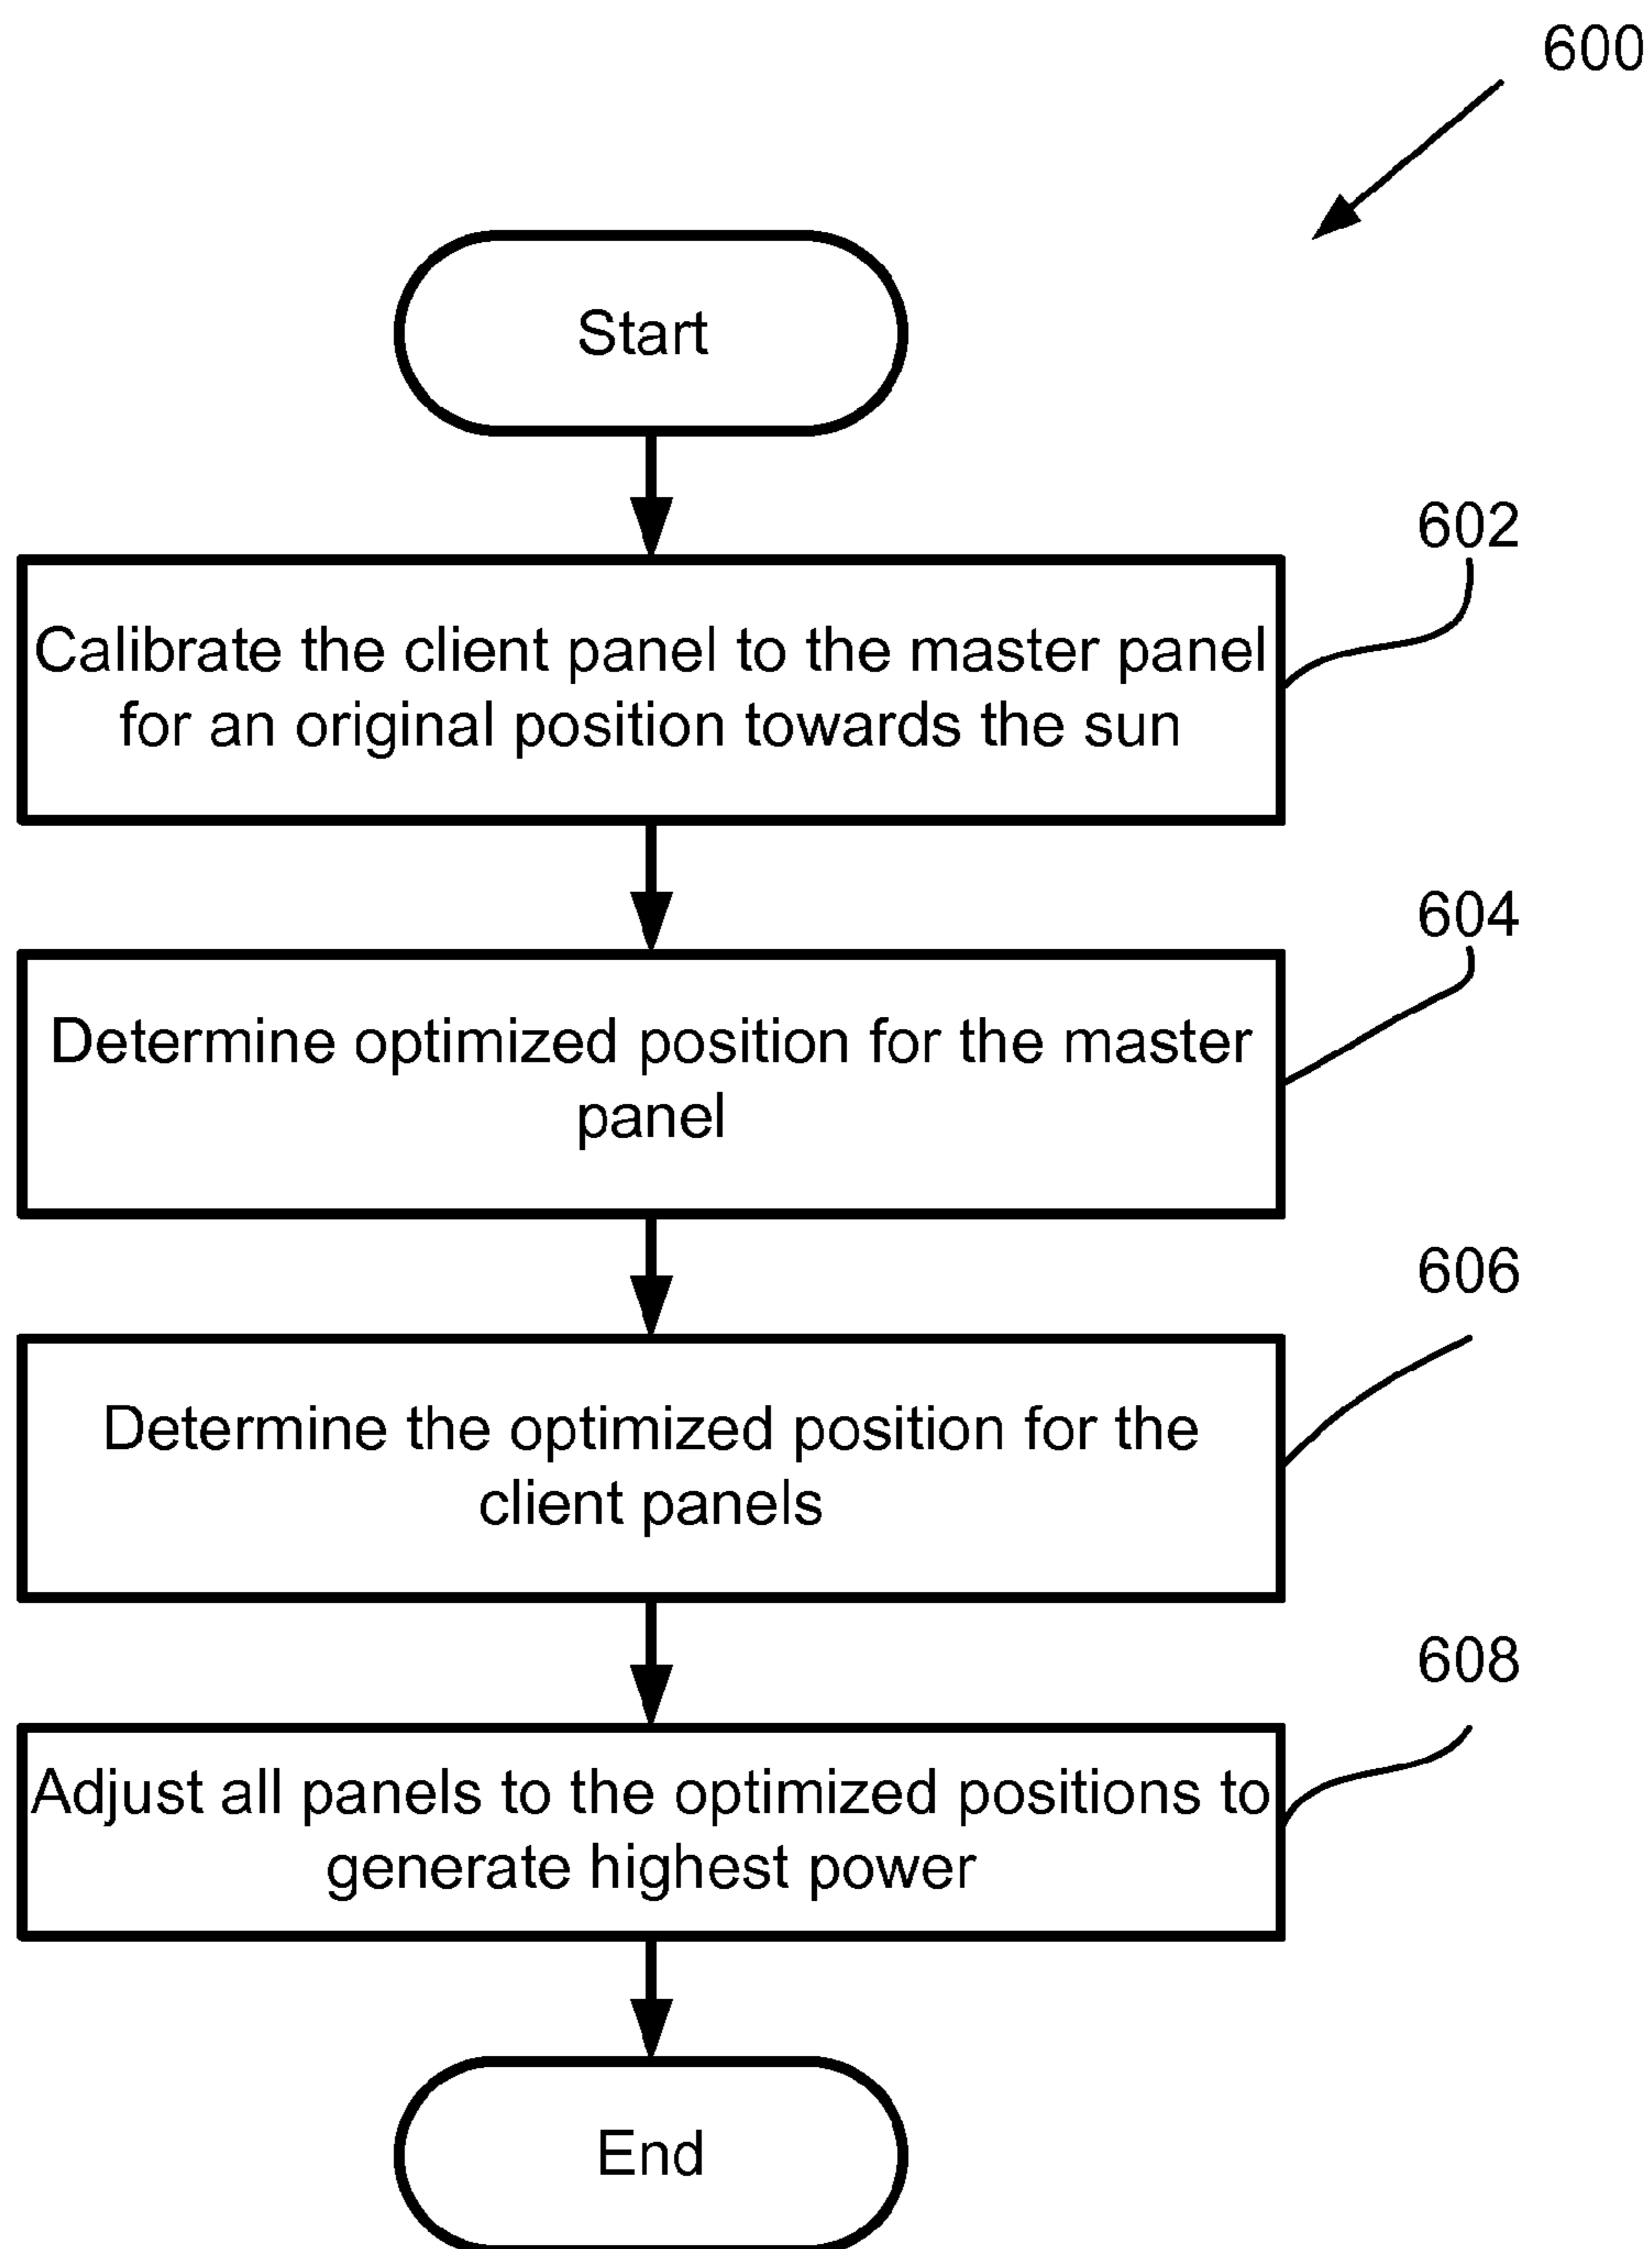 600
Start
602
Calibrate the client panel to the master panel
for an original position towards the sun
604
Determine optimized position for the master
panel
606
Determine the optimized position for the
client panels
608
Adjust all panels to the optimized positions to
generate highest power
End